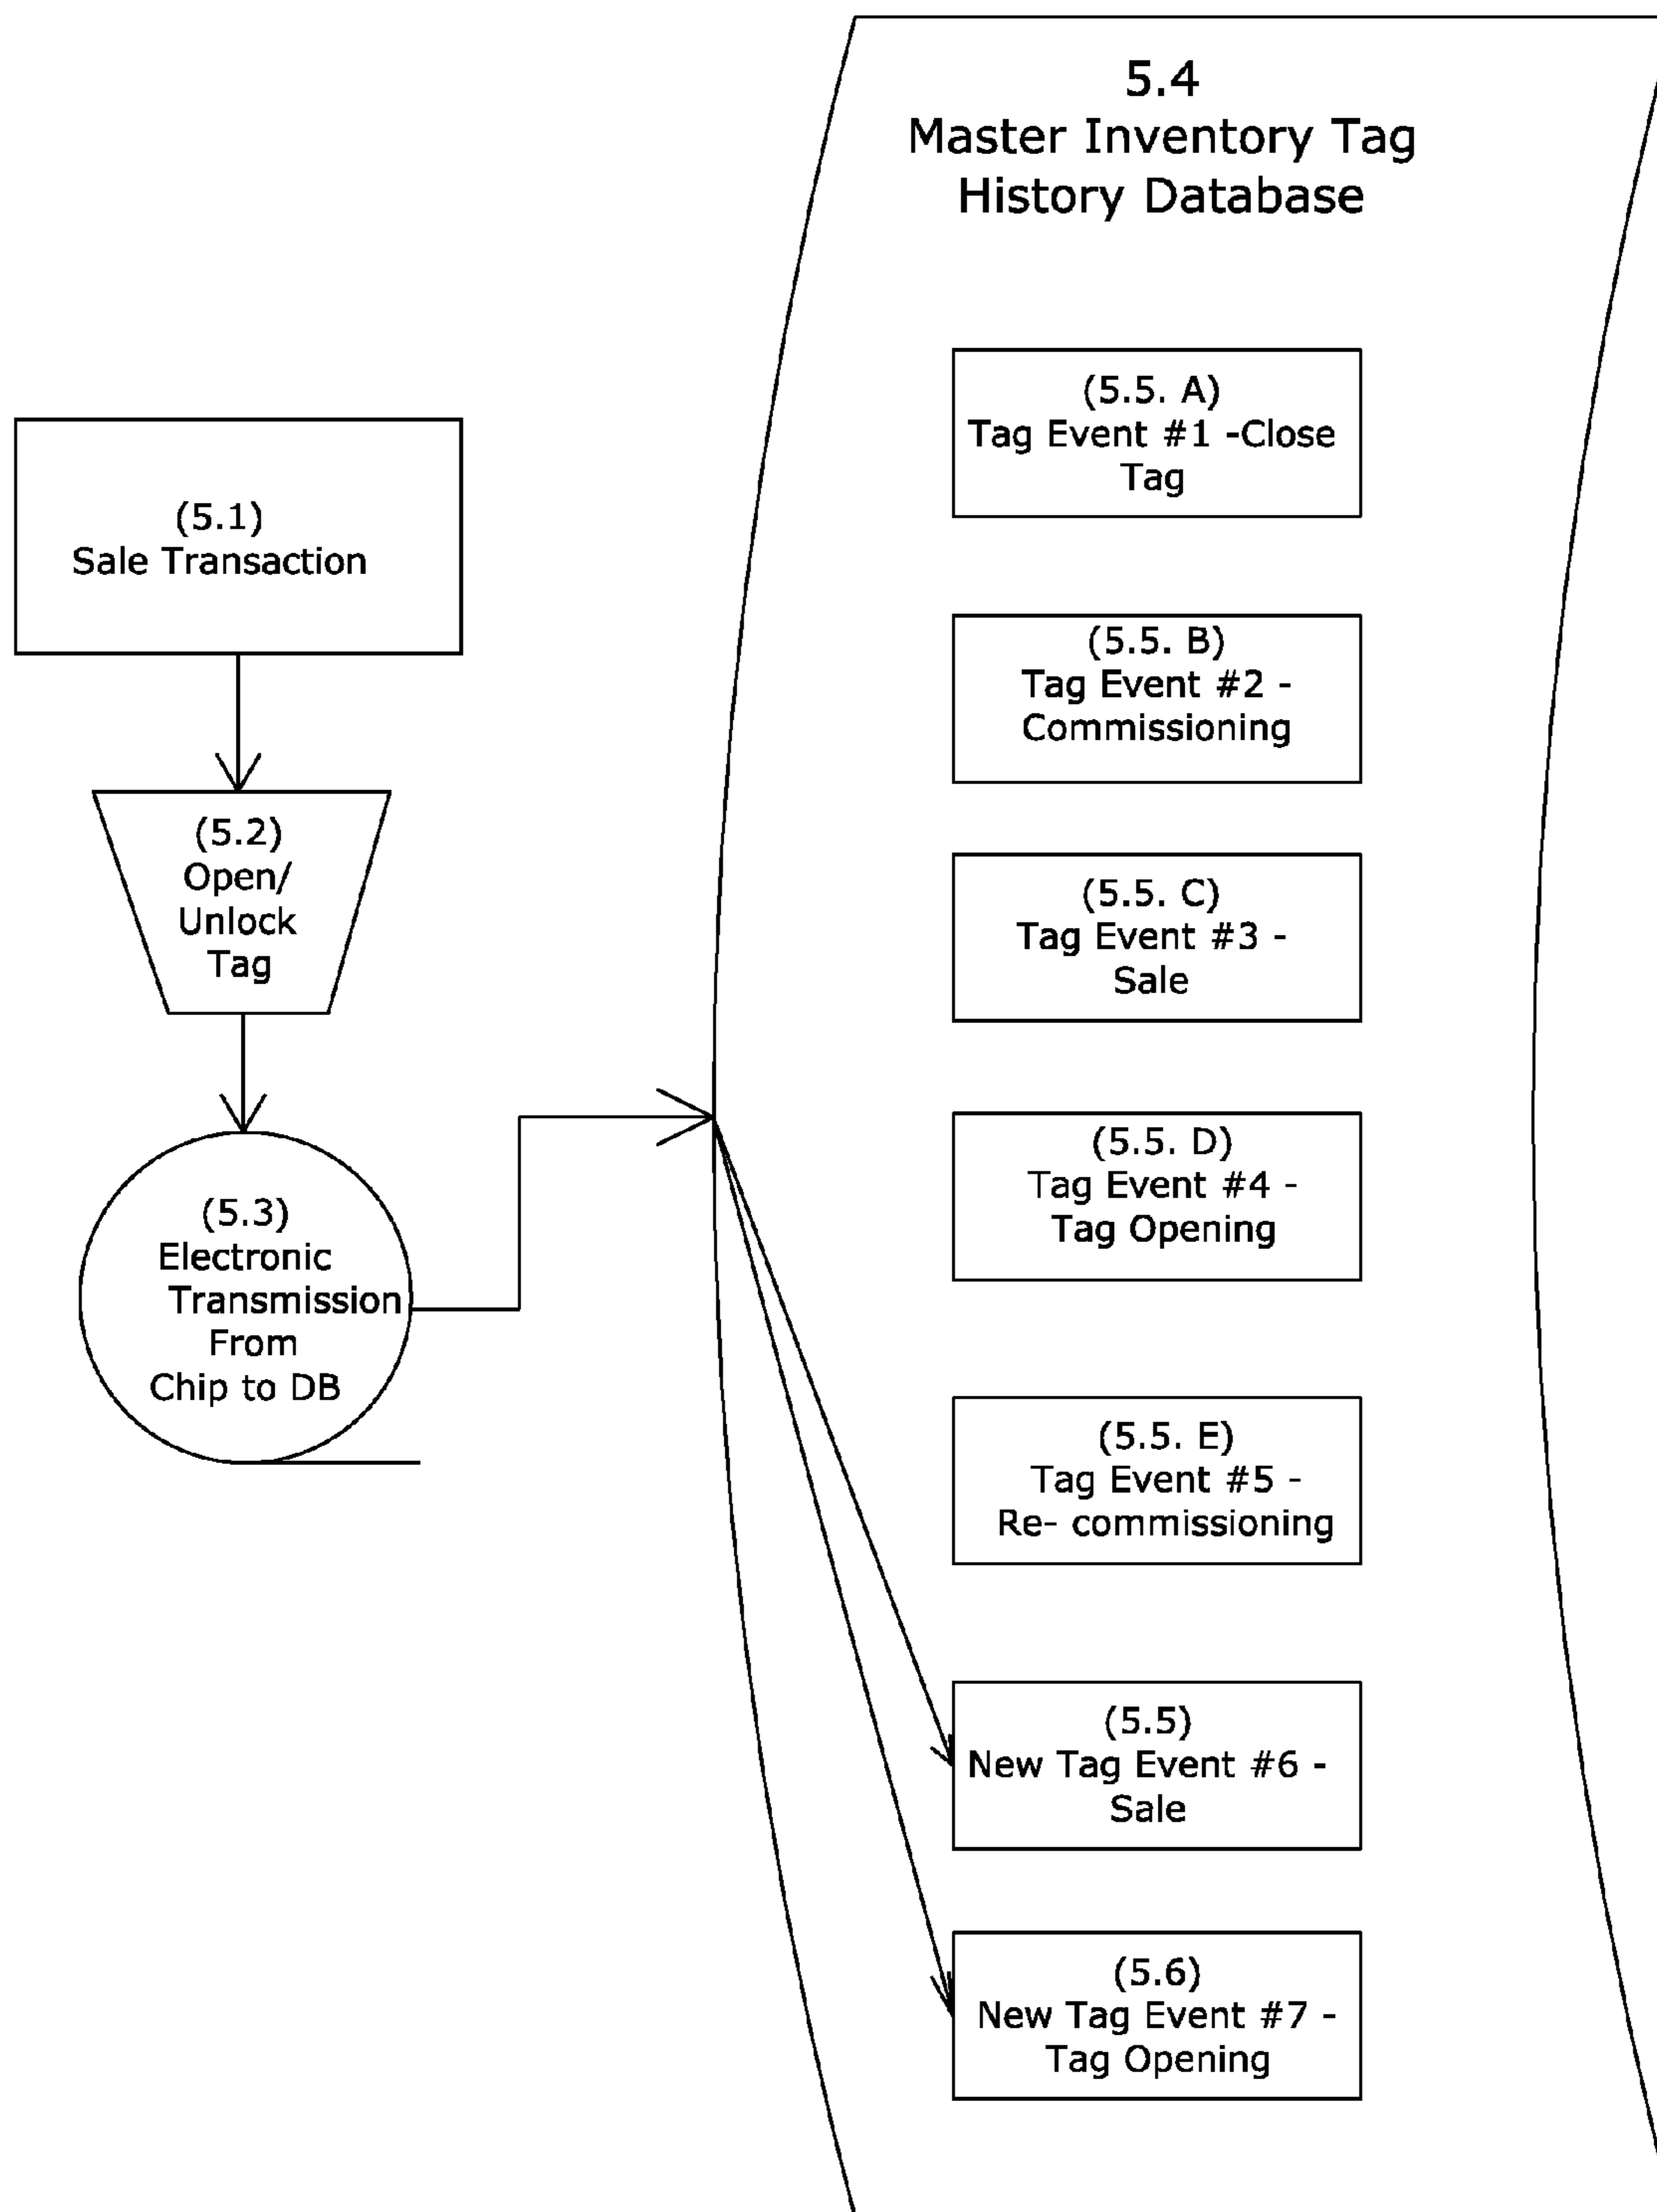 5.4
Master Inventory Tag
History Database
(5.1)
Sale Transaction
(5.2)
Open/
Unlock
Tag
(5.3)
Electronic
Transmission
From
Chip to DB
(5.5. A)
Tag Event #1 -Close
Tag
(5.5. B)
Tag Event #2 -
Commissioning
(5.5. C)
Tag Event #3 -
Sale
(5.5. D)
Tag Event #4 -
Tag Opening
(5.5. E)
Tag Event #5 -
Re- commissioning
(5.5)
New Tag Event #6 -
Sale
(5.6)
New Tag Event #7 -
Tag Opening